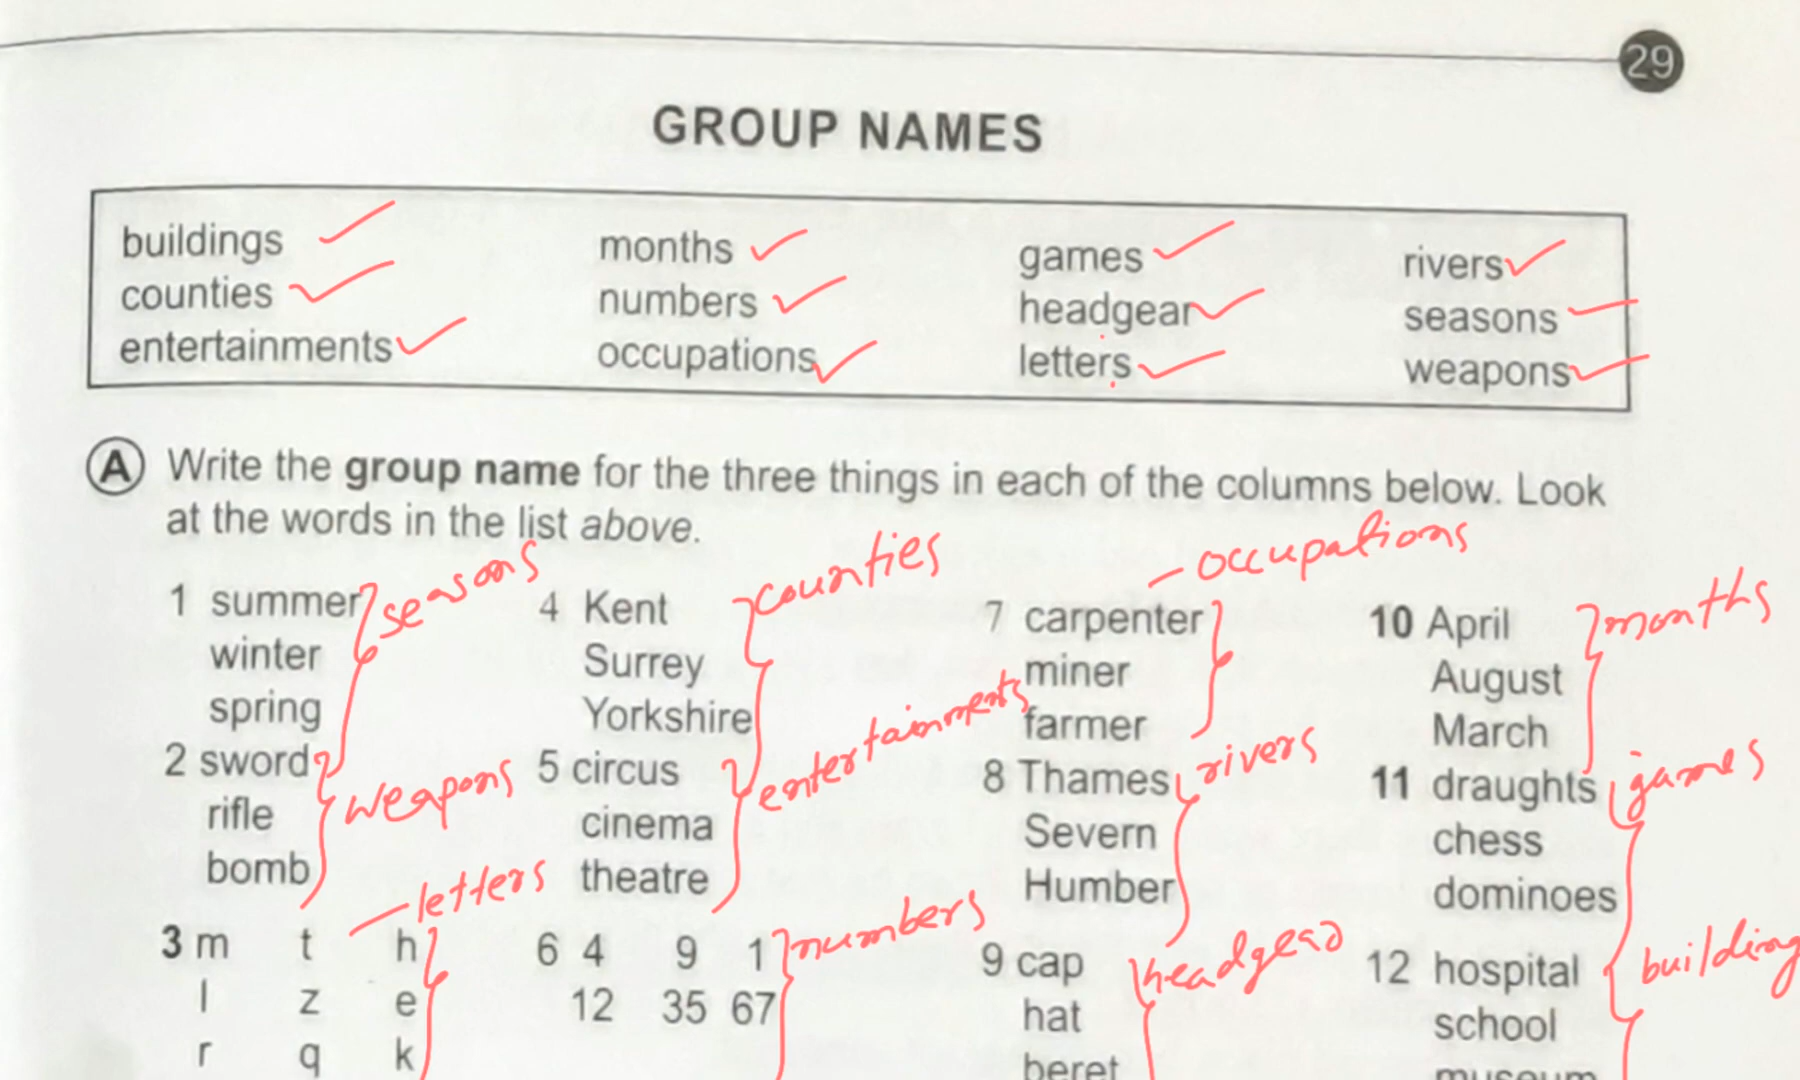 29
GROUP NAMES
buildings months games rivers
counties numbers headgear seasons
entertainments occupations letters weapons
A Write the group name for the three things in each of the columns below. Look
at the words in the list above.
1 summer
winter
spring
seasons
2 sword
rifle
bomb
weapons
3 m t h
l z e
r q k
letters
4 Kent
Surrey
Yorkshire
counties
5 circus
cinema
theatre
entertainments
6 4 9 1
12 35 67
numbers
7 carpenter
miner
farmer
occupations
8 Thames
Severn
Humber
rivers
9 cap
hat
beret
headgear
10 April
August
March
months
11 draughts
chess
dominoes
games
12 hospital
school
museum
building